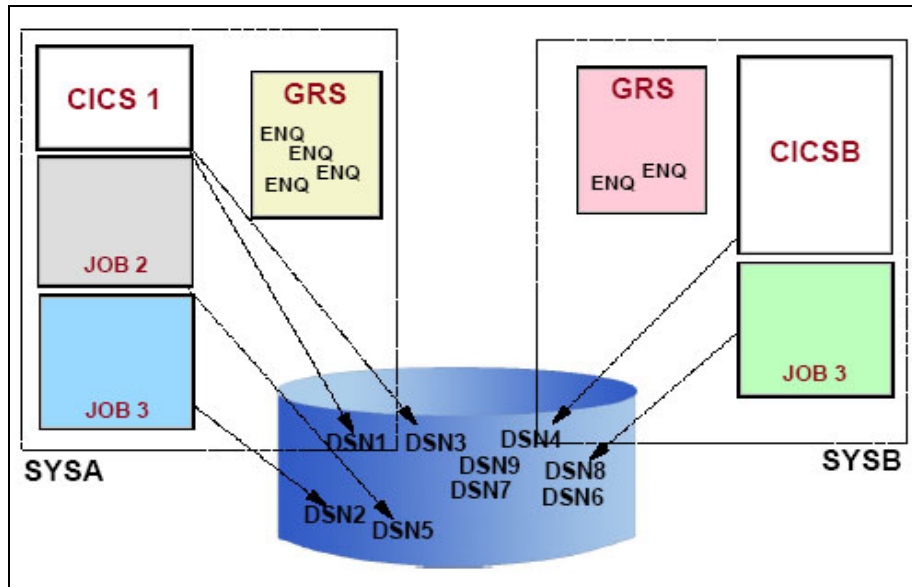 CICS 1
JOB 2
JOB 3
GRS
ENQ
ENQ
ENQ
ENQ
SYSA
GRS
ENQ
ENQ
CICSB
JOB 3
SYSB
DSN1
DSN3
DSN4
DSN9
DSN7
DSN8
DSN6
DSN2
DSN5